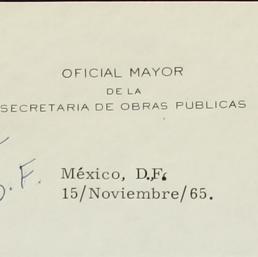 OFICIAL MAYOR
DE LA
SECRETARIA DE OBRAS PUBLICAS
D.F.
México, D.F.
15/Noviembre/65.